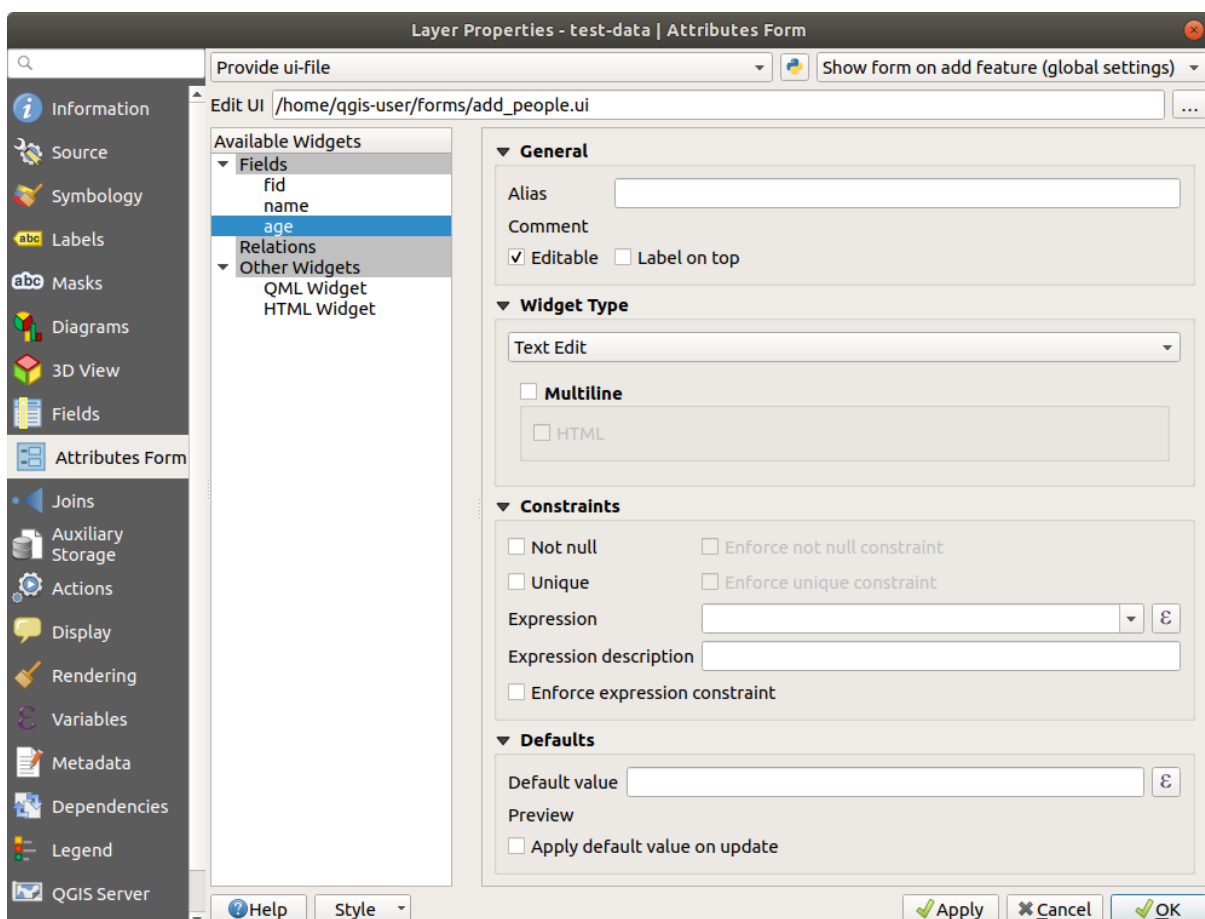 Layer Properties - test-data | Attributes Form
Provide ui-file
Show form on add feature (global settings)
Edit UI /home/qgis-user/forms/add_people.ui ...
Information
Source
Symbology
abc Labels
abc Masks
Diagrams
3D View
Fields
Attributes Form
Joins
Auxiliary
Storage
Actions
Display
Rendering
Variables
Metadata
Dependencies
Legend
QGIS Server
Available Widgets
Fields
fid
name
age
Relations
Other Widgets
QML Widget
HTML Widget
General
Alias
Comment
Editable Label on top
Widget Type
Text Edit
Multiline
HTML
Constraints
Not null Enforce not null constraint
Unique Enforce unique constraint
Expression ε
Expression description
Enforce expression constraint
Defaults
Default value ε
Preview
Apply default value on update
Help Style Apply Cancel OK